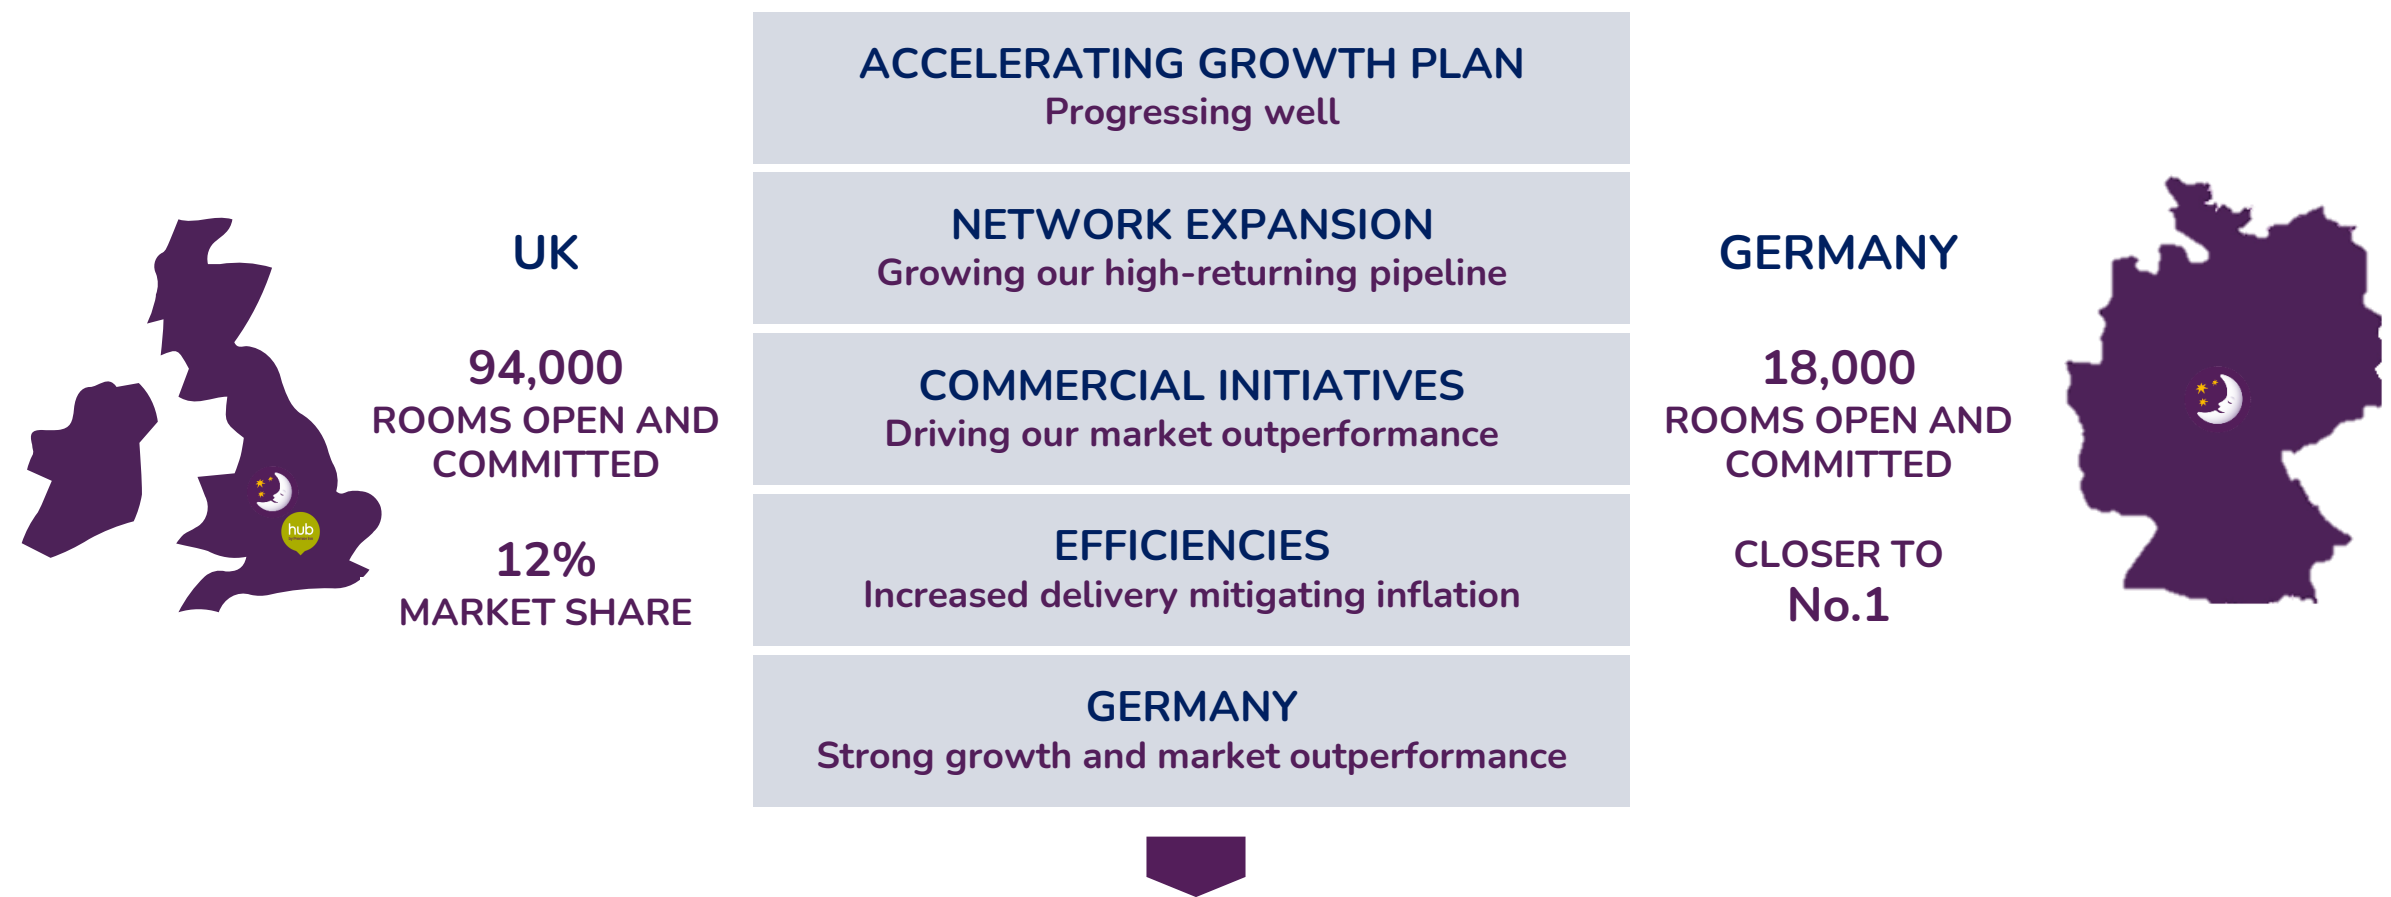 UK
94,000
ROOMS OPEN AND
COMMITTED
12%
MARKET SHARE
hub
ACCELERATING GROWTH PLAN
Progressing well
NETWORK EXPANSION
Growing our high-returning pipeline
COMMERCIAL INITIATIVES
Driving our market outperformance
EFFICIENCIES
Increased delivery mitigating inflation
GERMANY
Strong growth and market outperformance
GERMANY
18,000
ROOMS OPEN AND
COMMITTED
CLOSER TO
No.1